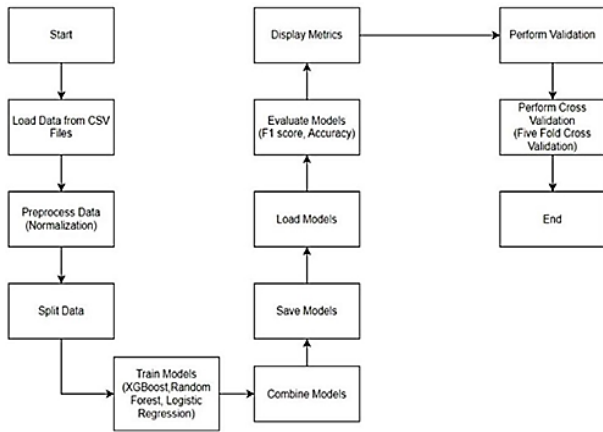 Start
Load Data from CSV
Files
Preprocess Data
(Normalization)
Split Data
Train Models
(XGBoost,Random
Forest, Logistic
Regression)
Combine Models
Save Models
Load Models
Evaluate Models
(F1 score, Accuracy)
Display Metrics
Perform Validation
Perform Cross
Validation
(Five Fold Cross
Validation)
End